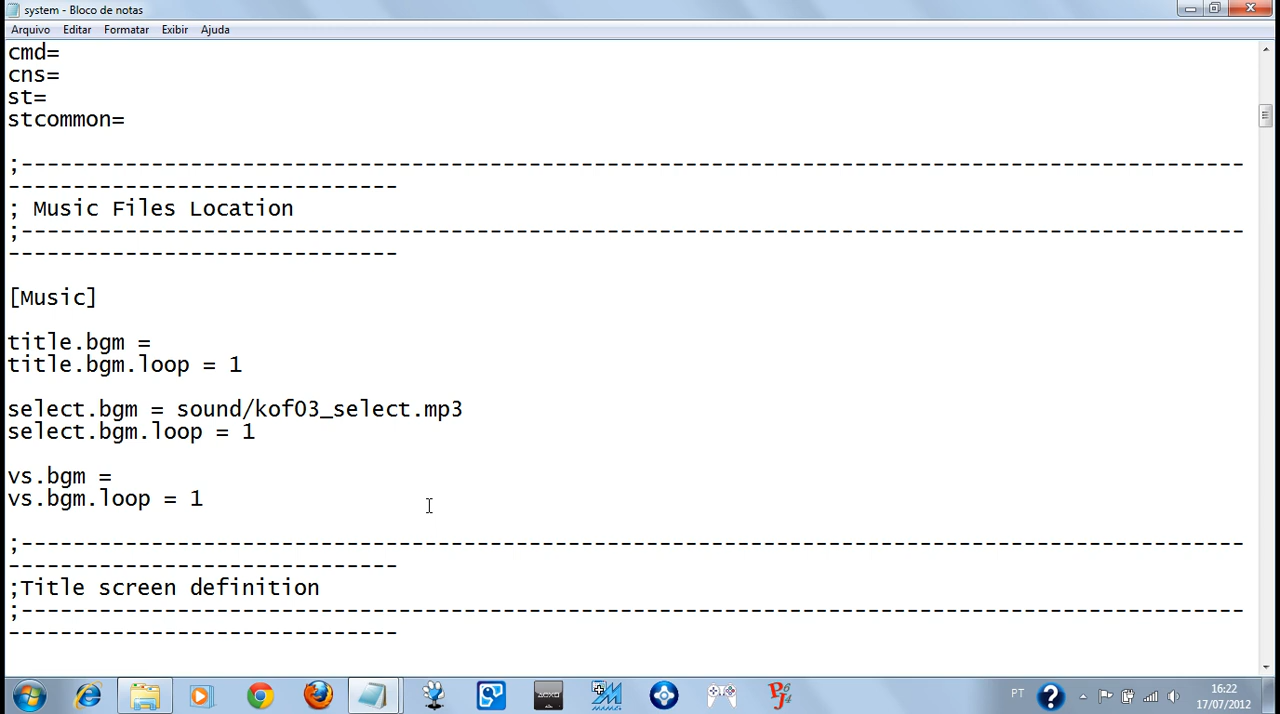 system - Bloco de notas
Arquivo Editar Formatar Exibir Ajuda
cmd=
cns=
st=
stcommon=
;----------------------------------------------------------------------------------------------
------------------------------
; Music Files Location
;----------------------------------------------------------------------------------------------
------------------------------
[Music]
title.bgm =
title.bgm.loop = 1
select.bgm = sound/kof03_select.mp3
select.bgm.loop = 1
vs.bgm =
vs.bgm.loop = 1
;----------------------------------------------------------------------------------------------
------------------------------
;Title screen definition
;----------------------------------------------------------------------------------------------
------------------------------
PT
16:22
17/07/2012